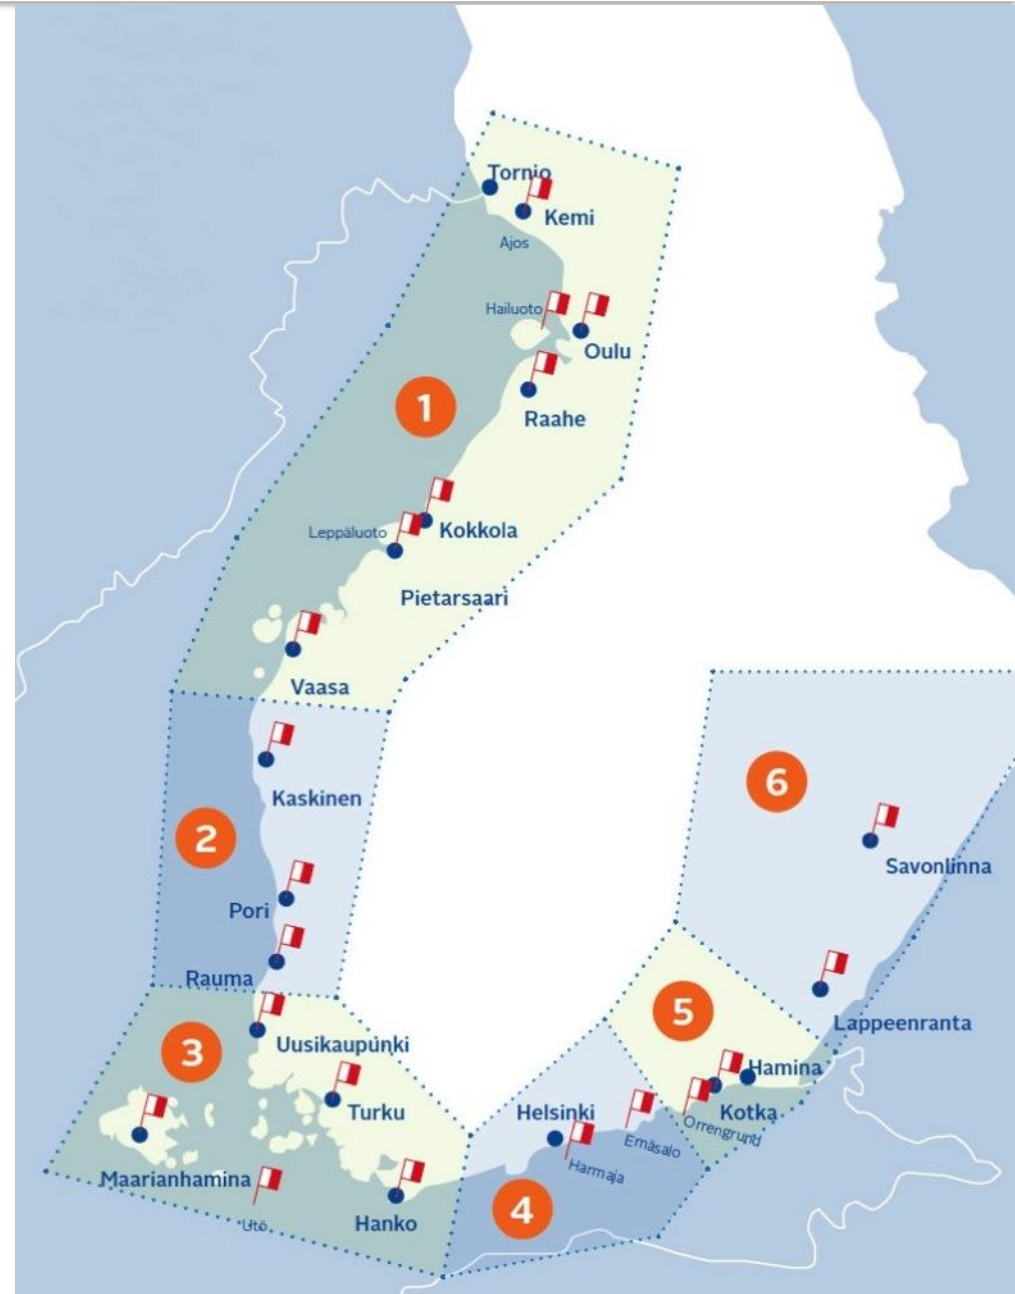 Tornio
Kemi
Ajos
Hailuoto
Oulu
Raahe
1
Kokkola
Leppäluoto
Pietarsaari
Vaasa
Kaskinen
2
Pori
Rauma
6
Savonlinna
Lappeenranta
5
3
Uusikaupunki
Turku
Hamina
Kotka
Orrengrund
Helsinki
Emäsalo
Harmaja
Maarianhamina
Utö
Hanko
4